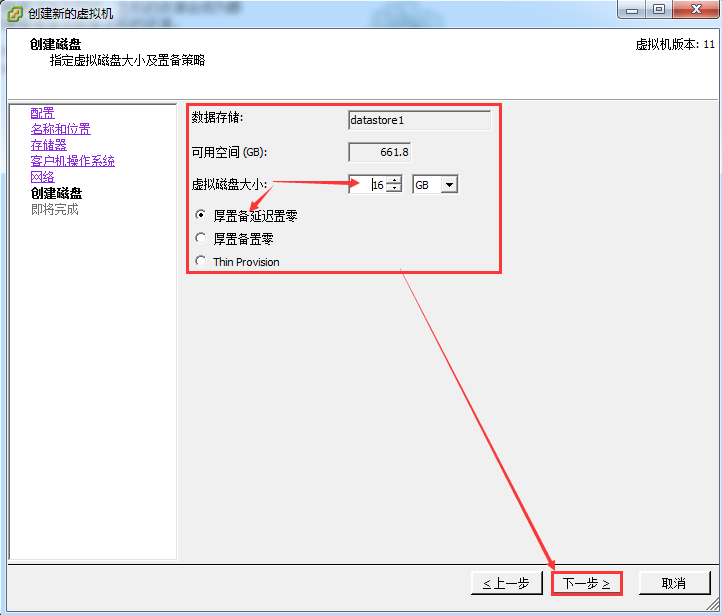 创建新的虚拟机
创建磁盘
虚拟机版本: 11
指定虚拟磁盘大小及置备策略
配置
名称和位置
存储器
客户机操作系统
网络
创建磁盘
即将完成
数据存储:
datastore1
可用空间(GB):
661.8
虚拟磁盘大小:
16
GB
厚置备延迟置零
厚置备置零
Thin Provision
< 上一步
下一步 >
取消